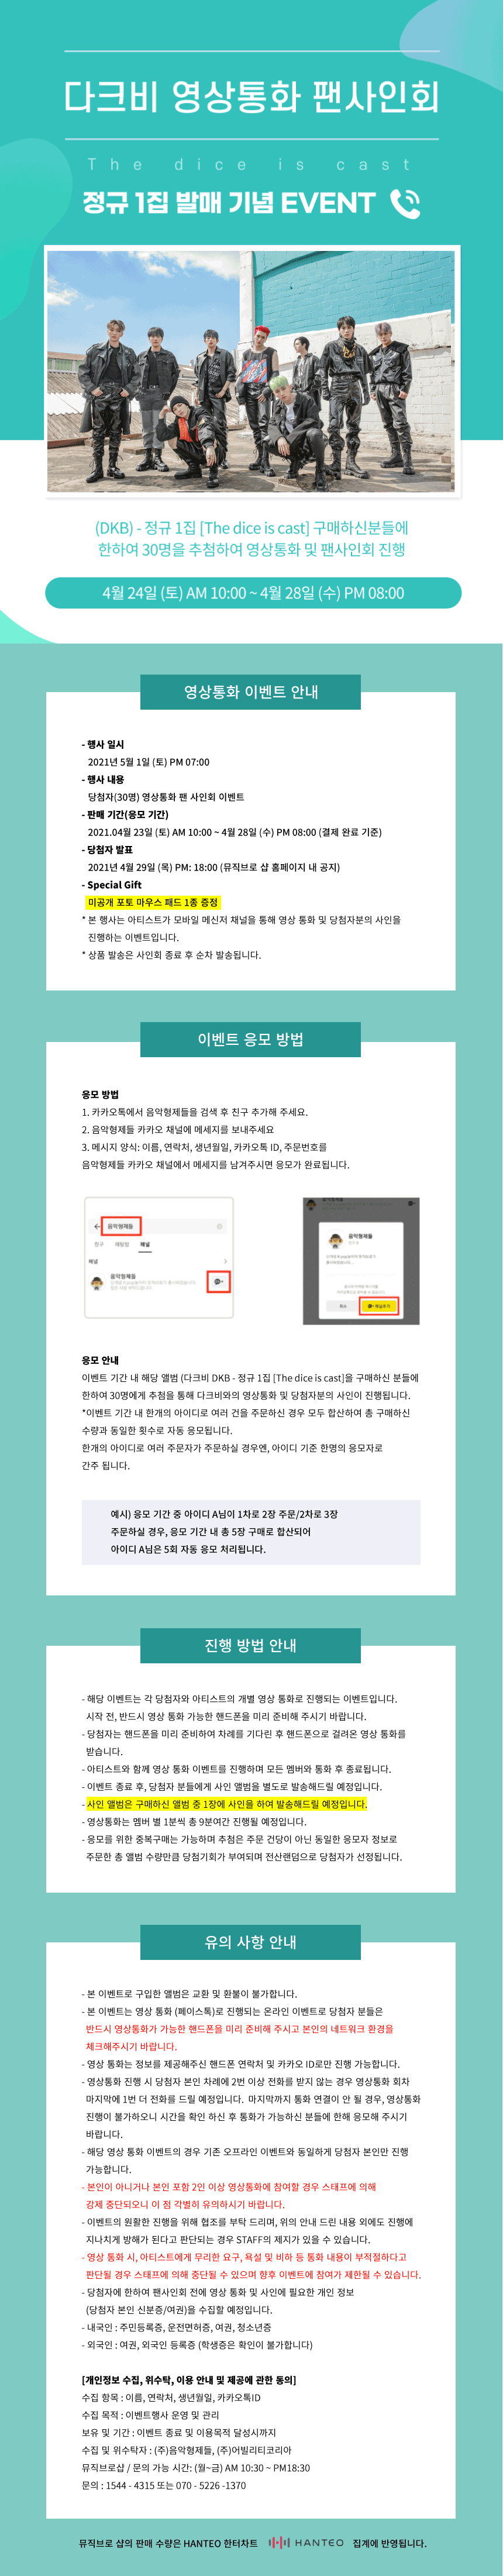 다크비 영상통화 팬사인회
The dice is cast
정규 1집 발매 기념 EVENT
(DKB) - 정규 1집 [The dice is cast] 구매하신분들에
한하여 30명을 추첨하여 영상통화 및 팬사인회 진행
4월 24일 (토) AM 10:00 ~ 4월 28일 (수) PM 08:00
영상통화 이벤트 안내
- 행사 일시
2021년 5월 1일 (토) PM 07:00
- 행사 내용
당첨자(30명) 영상통화 팬 사인회 이벤트
- 판매 기간(응모 기간)
2021.04월 23일 (토) AM 10:00 ~ 4월 28일 (수) PM 08:00 (결제 완료 기준)
- 당첨자 발표
2021년 4월 29일 (목) PM: 18:00 (뮤직브로 샵 홈페이지 내 공지)
- Special Gift
미공개 포토 마우스 패드 1종 증정
* 본 행사는 아티스트가 모바일 메신저 채널을 통해 영상 통화 및 당첨자분의 사인을
진행하는 이벤트입니다.
* 상품 발송은 사인회 종료 후 순차 발송됩니다.
이벤트 응모 방법
응모 방법
1. 카카오톡에서 음악형제들을 검색 후 친구 추가해 주세요.
2. 음악형제들 카카오 채널에 메세지를 보내주세요
3. 메시지 양식: 이름, 연락처, 생년월일, 카카오톡 ID, 주문번호를
음악형제들 카카오 채널에서 메세지를 남겨주시면 응모가 완료됩니다.
음악형제들
친구
채널
채널
음악형제들
음악형제들
응모 안내
이벤트 기간 내 해당 앨범 (다크비 DKB - 정규 1집 [The dice is cast]을 구매하신 분들에
한하여 30명에게 추첨을 통해 다크비와의 영상통화 및 당첨자분의 사인이 진행됩니다.
*이벤트 기간 내 한개의 아이디로 여러 건을 주문하신 경우 모두 합산하여 총 구매하신
수량과 동일한 횟수로 자동 응모됩니다.
한개의 아이디로 여러 주문자가 주문하실 경우엔, 아이디 기준 한명의 응모자로
간주 됩니다.
예시) 응모 기간 중 아이디 A님이 1차로 2장 주문/2차로 3장
주문하실 경우, 응모 기간 내 총 5장 구매로 합산되어
아이디 A님은 5회 자동 응모 처리됩니다.
진행 방법 안내
- 해당 이벤트는 각 당첨자와 아티스트의 개별 영상 통화로 진행되는 이벤트입니다.
시작 전, 반드시 영상 통화 가능한 핸드폰을 미리 준비해 주시기 바랍니다.
- 당첨자는 핸드폰을 미리 준비하여 차례를 기다린 후 핸드폰으로 걸려온 영상 통화를
받습니다.
- 아티스트와 함께 영상 통화 이벤트를 진행하며 모든 멤버와 통화 후 종료됩니다.
- 이벤트 종료 후, 당첨자 분들에게 사인 앨범을 별도로 발송해드릴 예정입니다.
- 사인 앨범은 구매하신 앨범 중 1장에 사인을 하여 발송해드릴 예정입니다.
- 영상통화는 멤버 별 1분씩 총 9분여간 진행될 예정입니다.
- 응모를 위한 중복구매는 가능하며 추첨은 주문 건당이 아닌 동일한 응모자 정보로
주문한 총 앨범 수량만큼 당첨기회가 부여되며 전산랜덤으로 당첨자가 선정됩니다.
유의 사항 안내
- 본 이벤트로 구입한 앨범은 교환 및 환불이 불가합니다.
- 본 이벤트는 영상 통화 (페이스톡)로 진행되는 온라인 이벤트로 당첨자 분들은
반드시 영상통화가 가능한 핸드폰을 미리 준비해 주시고 본인의 네트워크 환경을
체크해주시기 바랍니다.
- 영상 통화는 정보를 제공해주신 핸드폰 연락처 및 카카오 ID로만 진행 가능합니다.
- 영상통화 진행 시 당첨자 본인 차례에 2번 이상 전화를 받지 않는 경우 영상통화 회차
마지막에 1번 더 전화를 드릴 예정입니다. 마지막까지 통화 연결이 안 될 경우, 영상통화
진행이 불가하오니 시간을 확인 하신 후 통화가 가능하신 분들에 한해 응모해 주시기
바랍니다.
- 해당 영상 통화 이벤트의 경우 기존 오프라인 이벤트와 동일하게 당첨자 본인만 진행
가능합니다.
- 본인이 아니거나 본인 포함 2인 이상 영상통화에 참여할 경우 스태프에 의해
강제 중단되오니 이 점 각별히 유의하시기 바랍니다.
- 이벤트의 원활한 진행을 위해 협조를 부탁 드리며, 위의 안내 드린 내용 외에도 진행에
지나치게 방해가 된다고 판단되는 경우 STAFF의 제지가 있을 수 있습니다.
- 영상 통화 시, 아티스트에게 무리한 요구, 욕설 및 비하 등 통화 내용이 부적절하다고
판단될 경우 스태프에 의해 중단될 수 있으며 향후 이벤트에 참여가 제한될 수 있습니다.
- 당첨자에 한하여 팬사인회 전에 영상 통화 및 사인에 필요한 개인 정보
(당첨자 본인 신분증/여권)을 수집할 예정입니다.
- 내국인 : 주민등록증, 운전면허증, 여권, 청소년증
- 외국인 : 여권, 외국인 등록증 (학생증은 확인이 불가합니다)
[개인정보 수집, 위수탁, 이용 안내 및 제공에 관한 동의]
수집 항목 : 이름, 연락처, 생년월일, 카카오톡ID
수집 목적 : 이벤트행사 운영 및 관리
보유 및 기간 : 이벤트 종료 및 이용목적 달성시까지
수집 및 위수탁자 : (주)음악형제들, (주)어빌리티코리아
뮤직브로샵 / 문의 가능 시간: (월~금) AM 10:30 ~ PM18:30
문의 : 1544 - 4315 또는 070 - 5226 -1370
뮤직브로 샵의 판매 수량은 HANTEO 한터차트 HANTEO 집계에 반영됩니다.